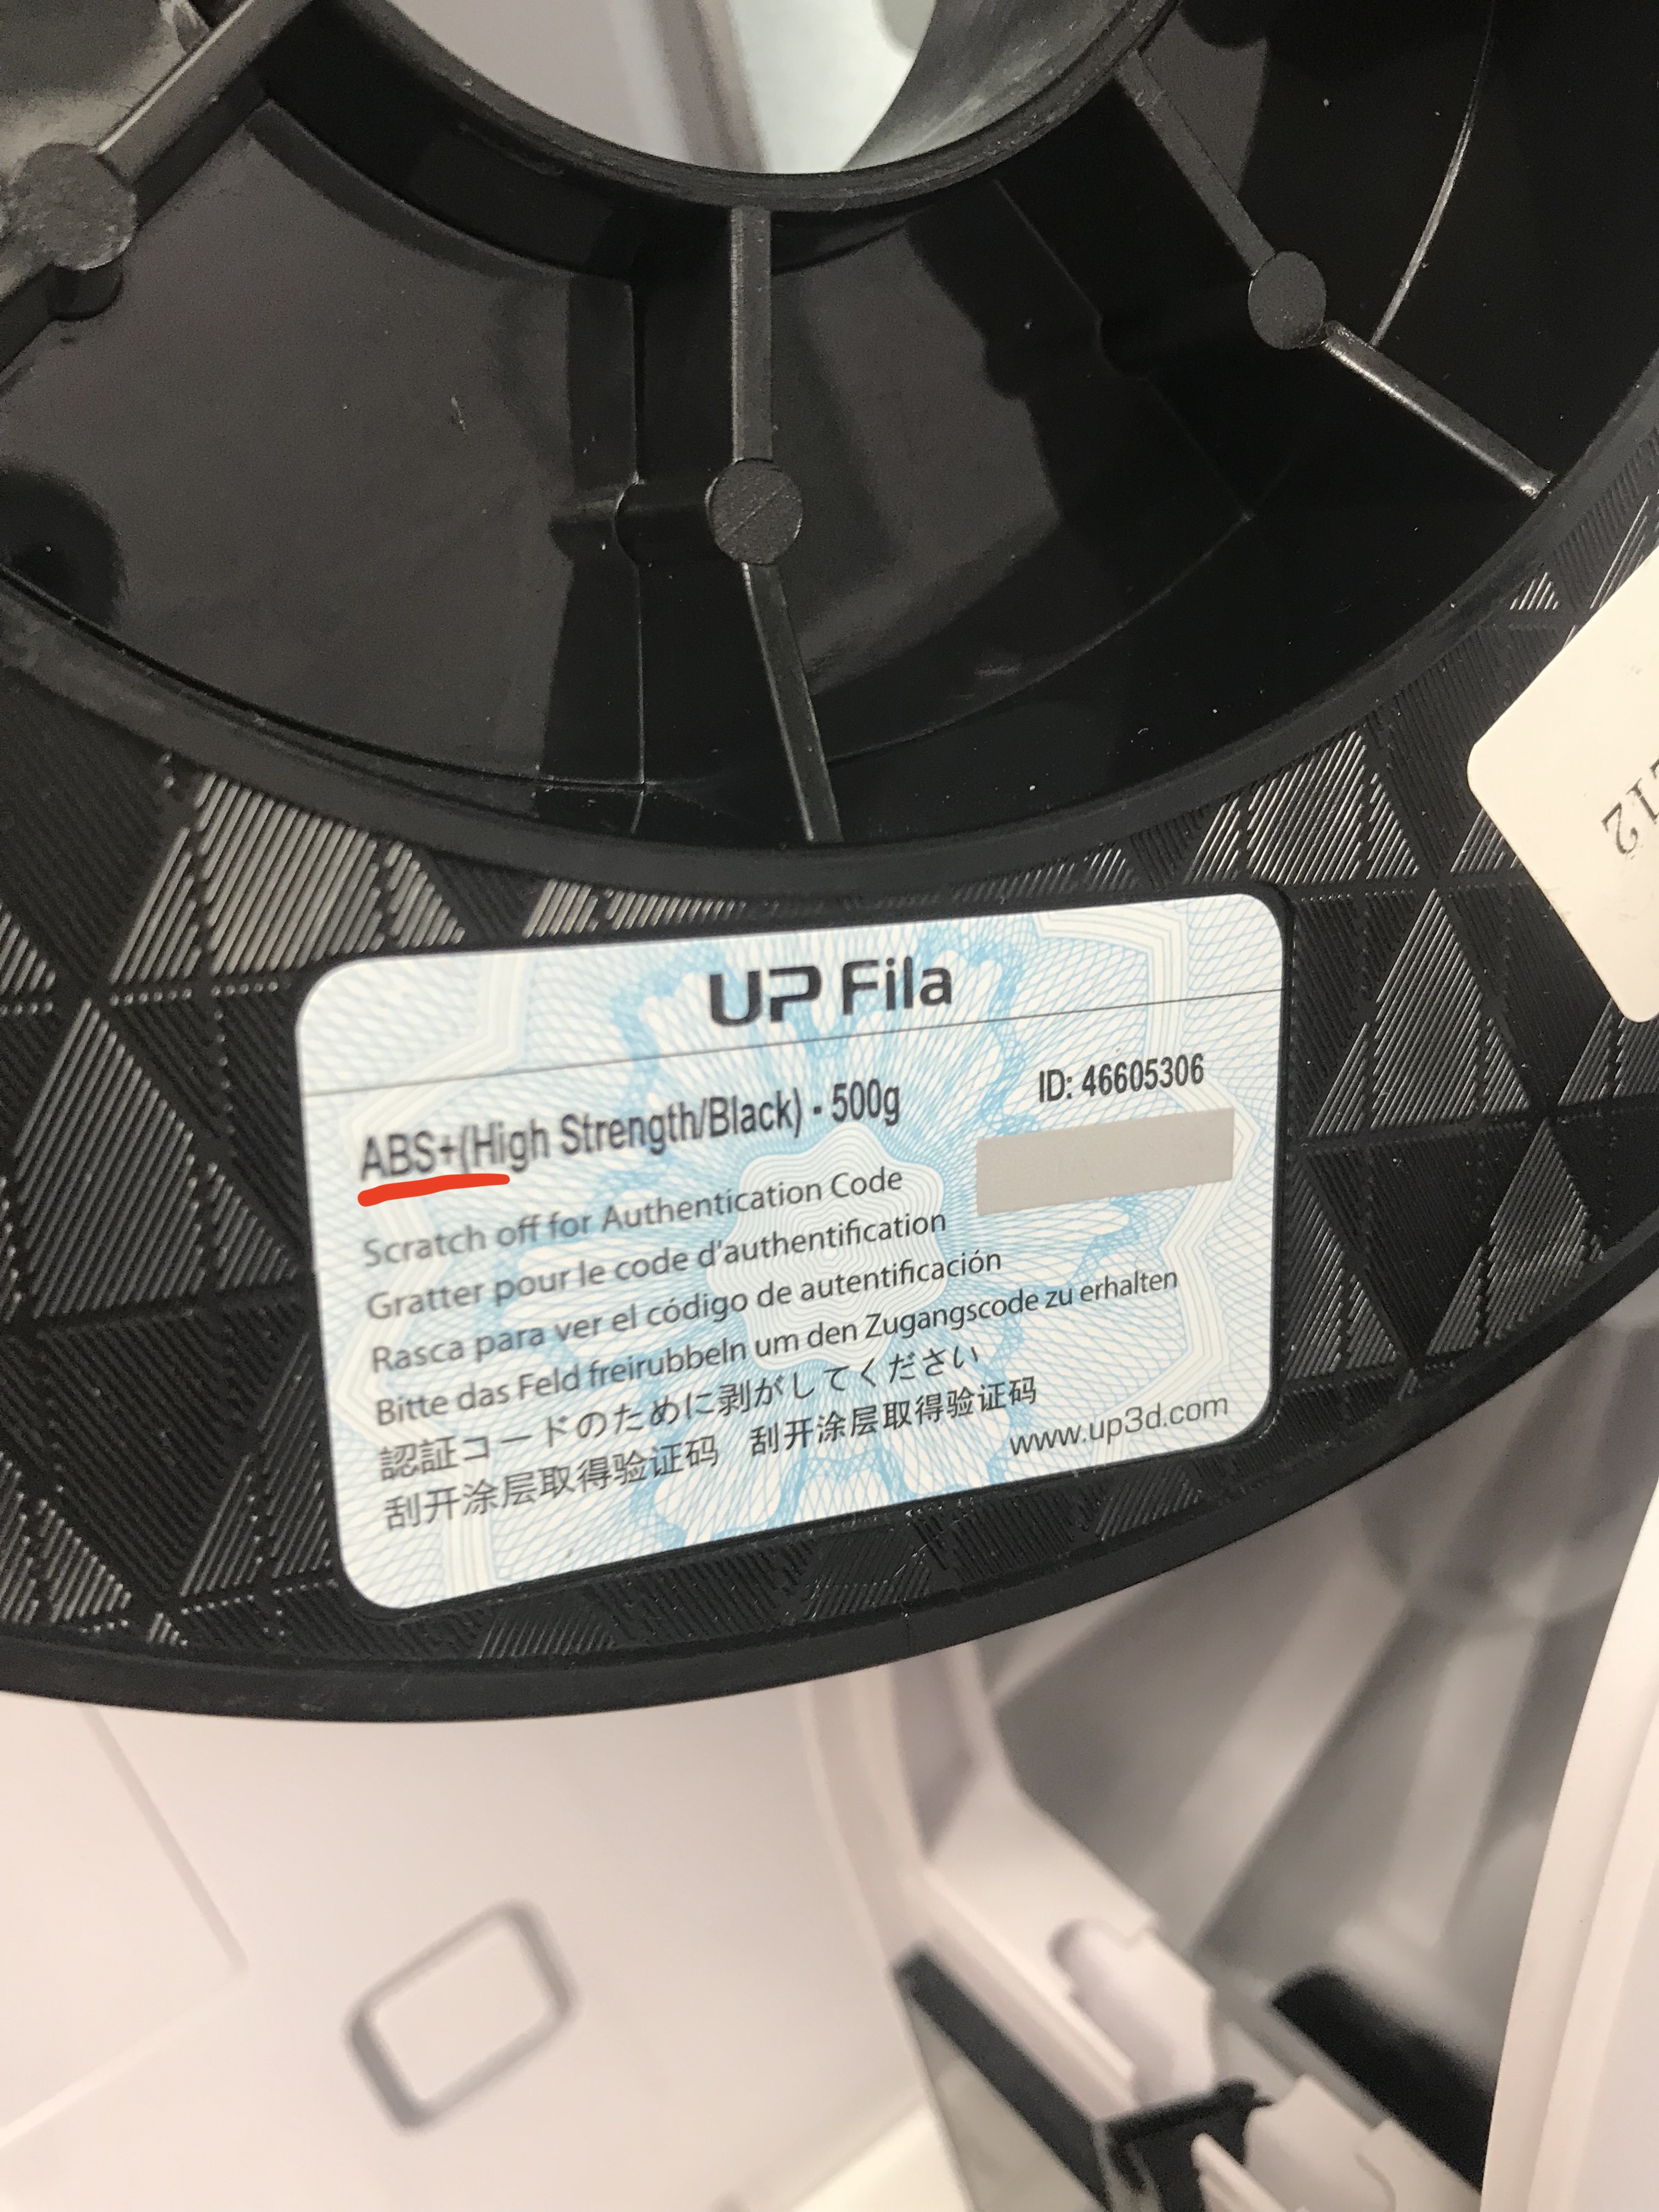 UP Fila
ABS+(High Strength/Black) - 500g
ID: 46605306
Scratch off for Authentication Code
Gratter pour le code d'authentification
Rasca para ver el código de autentificación
Bitte das Feld freirubbeln um den Zugangscode zu erhalten
認証コードのために剥がしてください
刮开涂层取得验证码 刮开涂层取得验证码
www.up3d.com